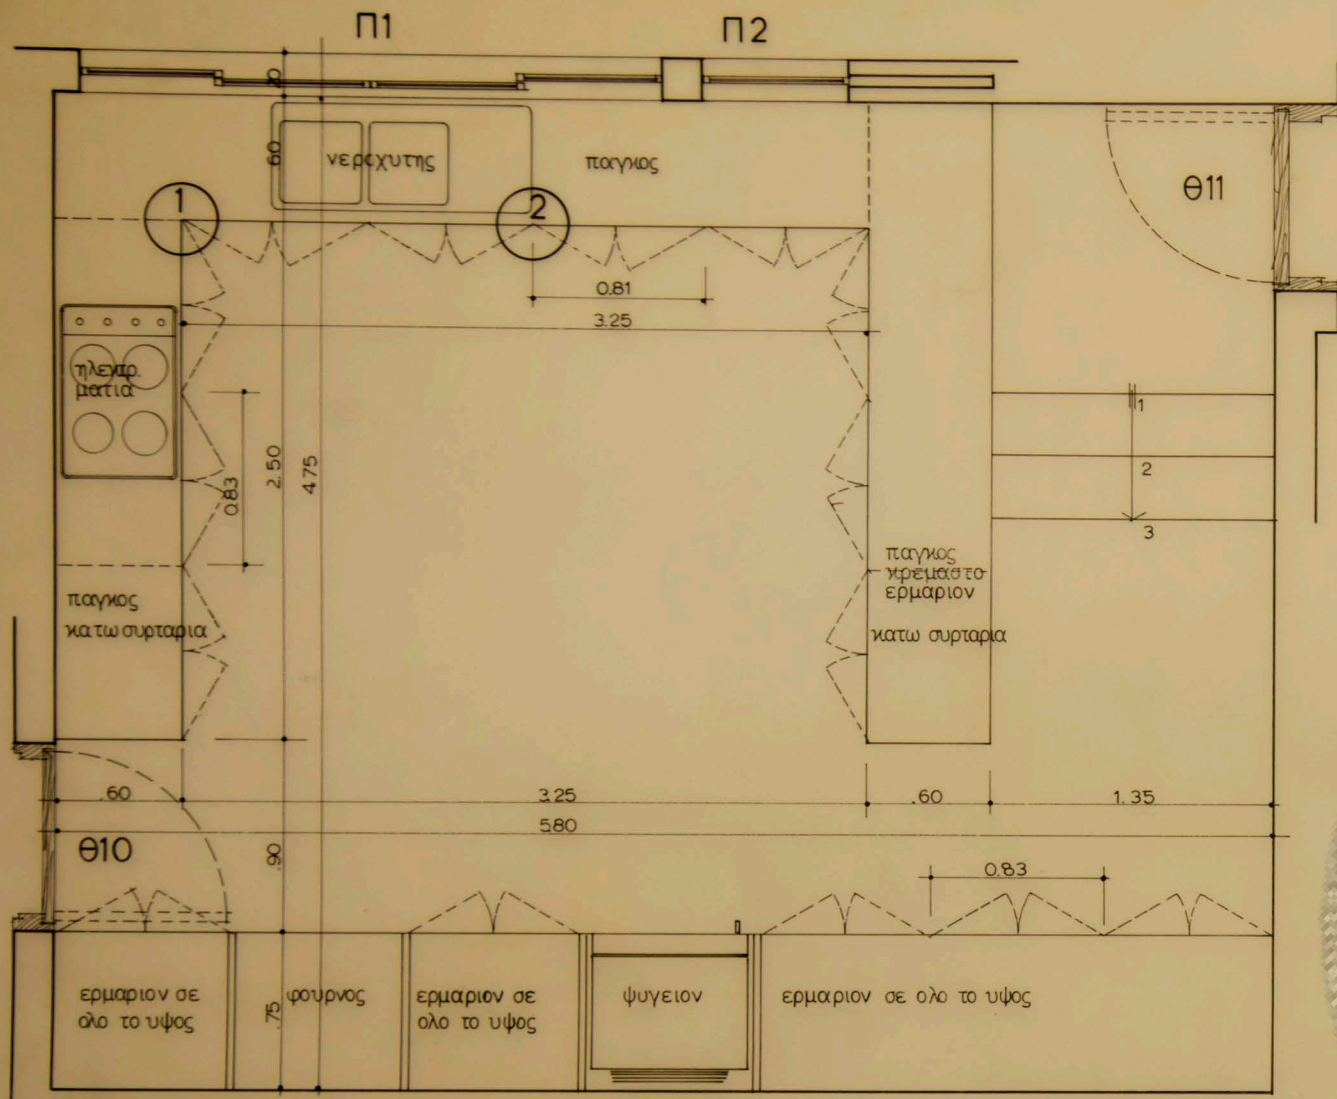 Π1
Π2
.20
.60
νεροχυτης
παγκος
Θ11
1
2
0.81
3.25
ηλεκτρ.
ματια
1
2
3
0.83
2.50
4.75
παγκος
κατω συρταρια
παγκος
κρεμαστο
ερμαριον
κατω συρταρια
.60
3.25
.60
1.35
5.80
Θ10
.90
0.83
ερμαριον σε
ολο το υψος
φουρνος
ερμαριον σε
ολο το υψος
ψυγειον
ερμαριον σε ολο το υψος
.75